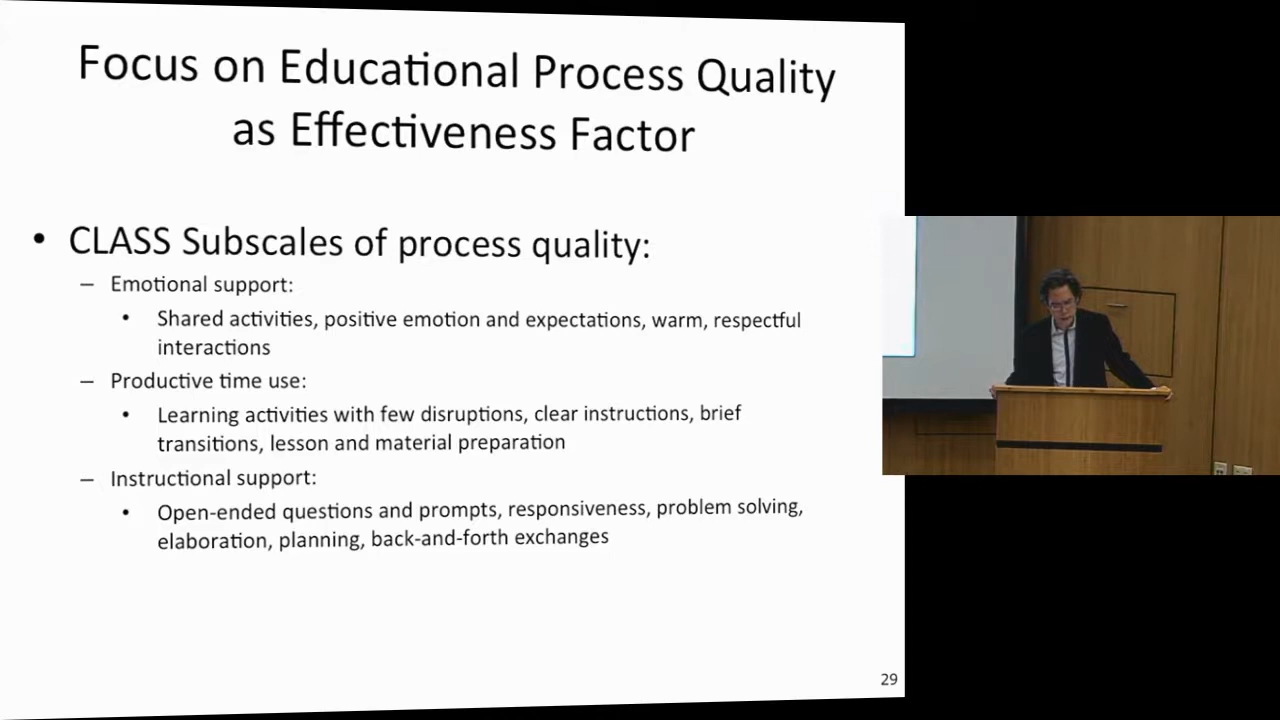 Focus on Educational Process Quality
as Effectiveness Factor
• CLASS Subscales of process quality:
– Emotional support:
• Shared activities, positive emotion and expectations, warm, respectful
interactions
– Productive time use:
• Learning activities with few disruptions, clear instructions, brief
transitions, lesson and material preparation
– Instructional support:
• Open-ended questions and prompts, responsiveness, problem solving,
elaboration, planning, back-and-forth exchanges
29